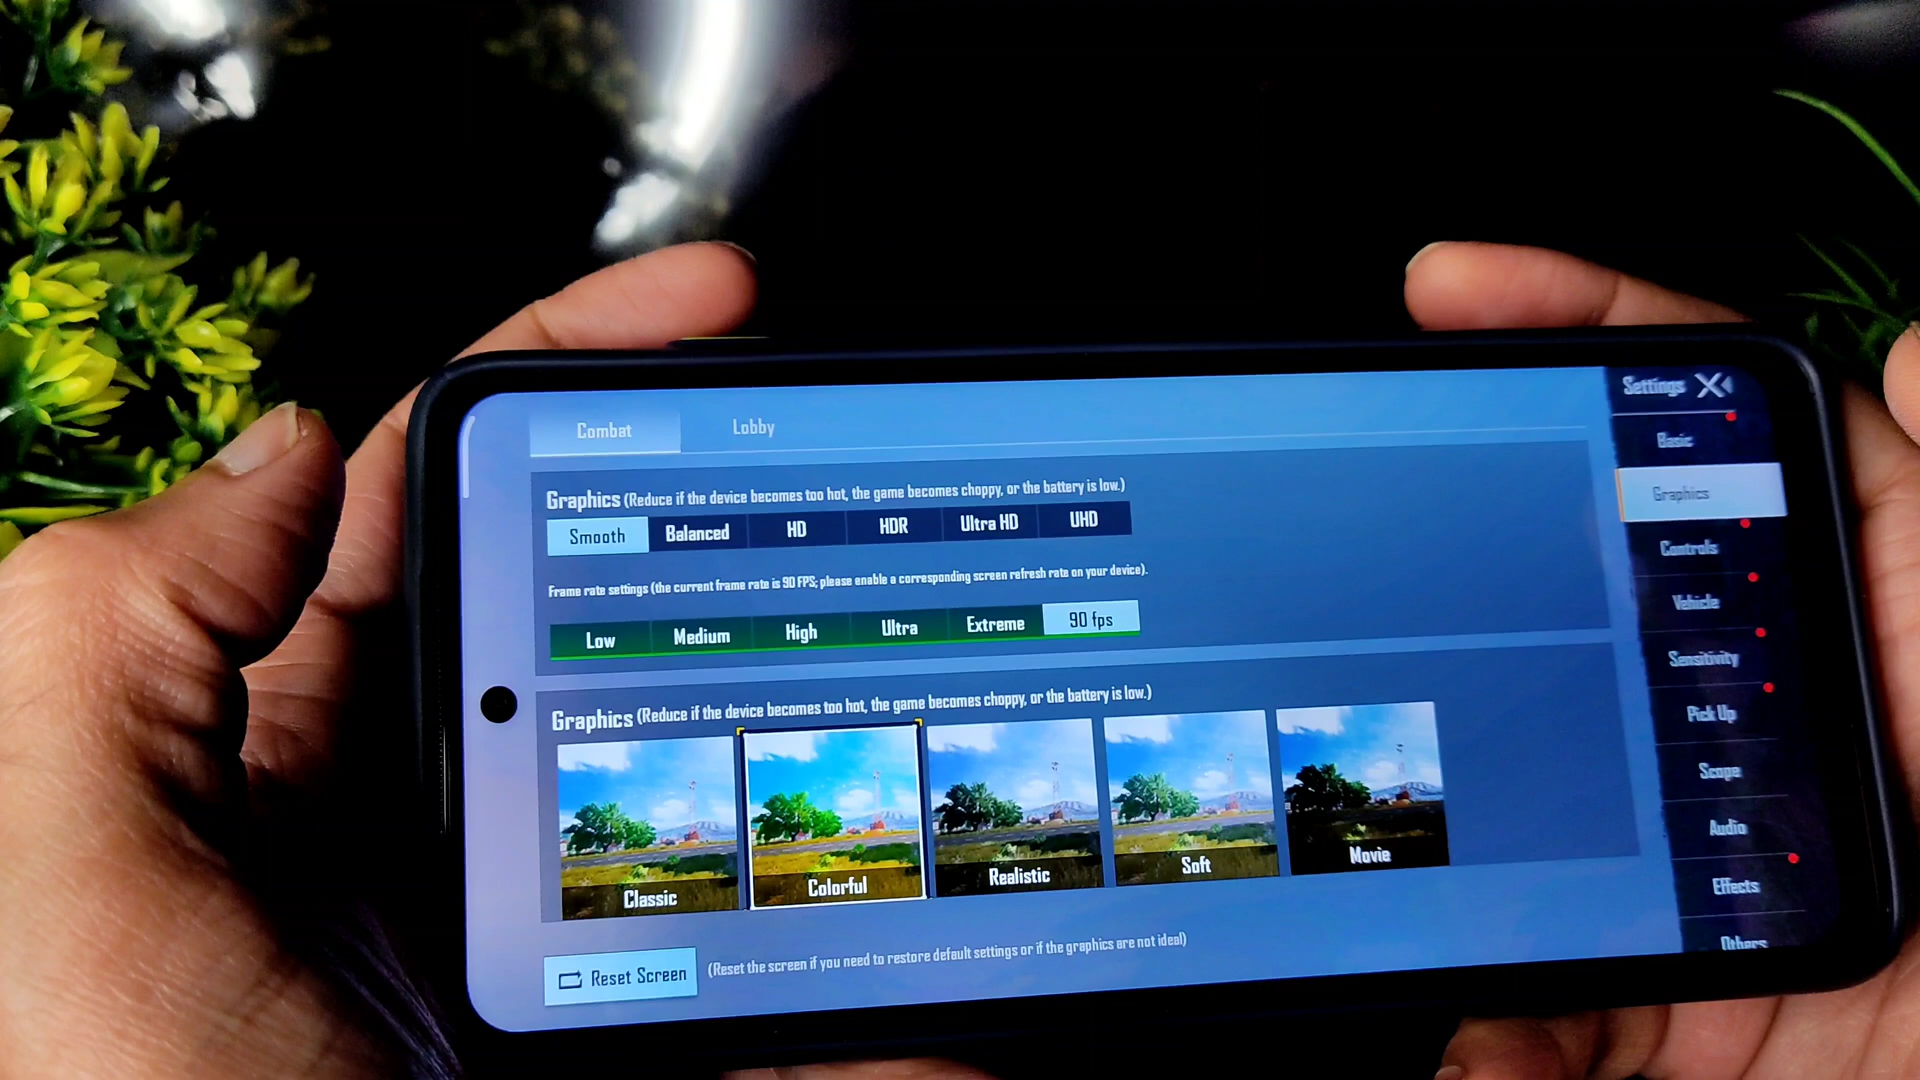 Combat Lobby
Graphics (Reduce if the device becomes too hot, the game becomes choppy, or the battery is low.)
Smooth Balanced HD HDR Ultra HD UHD
Frame rate settings (the current frame rate is 90 FPS; please enable a corresponding screen refresh rate on your device).
Low Medium High Ultra Extreme 90 fps
Graphics (Reduce if the device becomes too hot, the game becomes choppy, or the battery is low.)
Classic Colorful Realistic Soft Movie
Reset Screen (Reset the screen if you need to restore default settings or if the graphics are not ideal)
Settings
Basic
Graphics
Controls
Vehicle
Sensitivity
Pick Up
Scope
Audio
Effects
Others